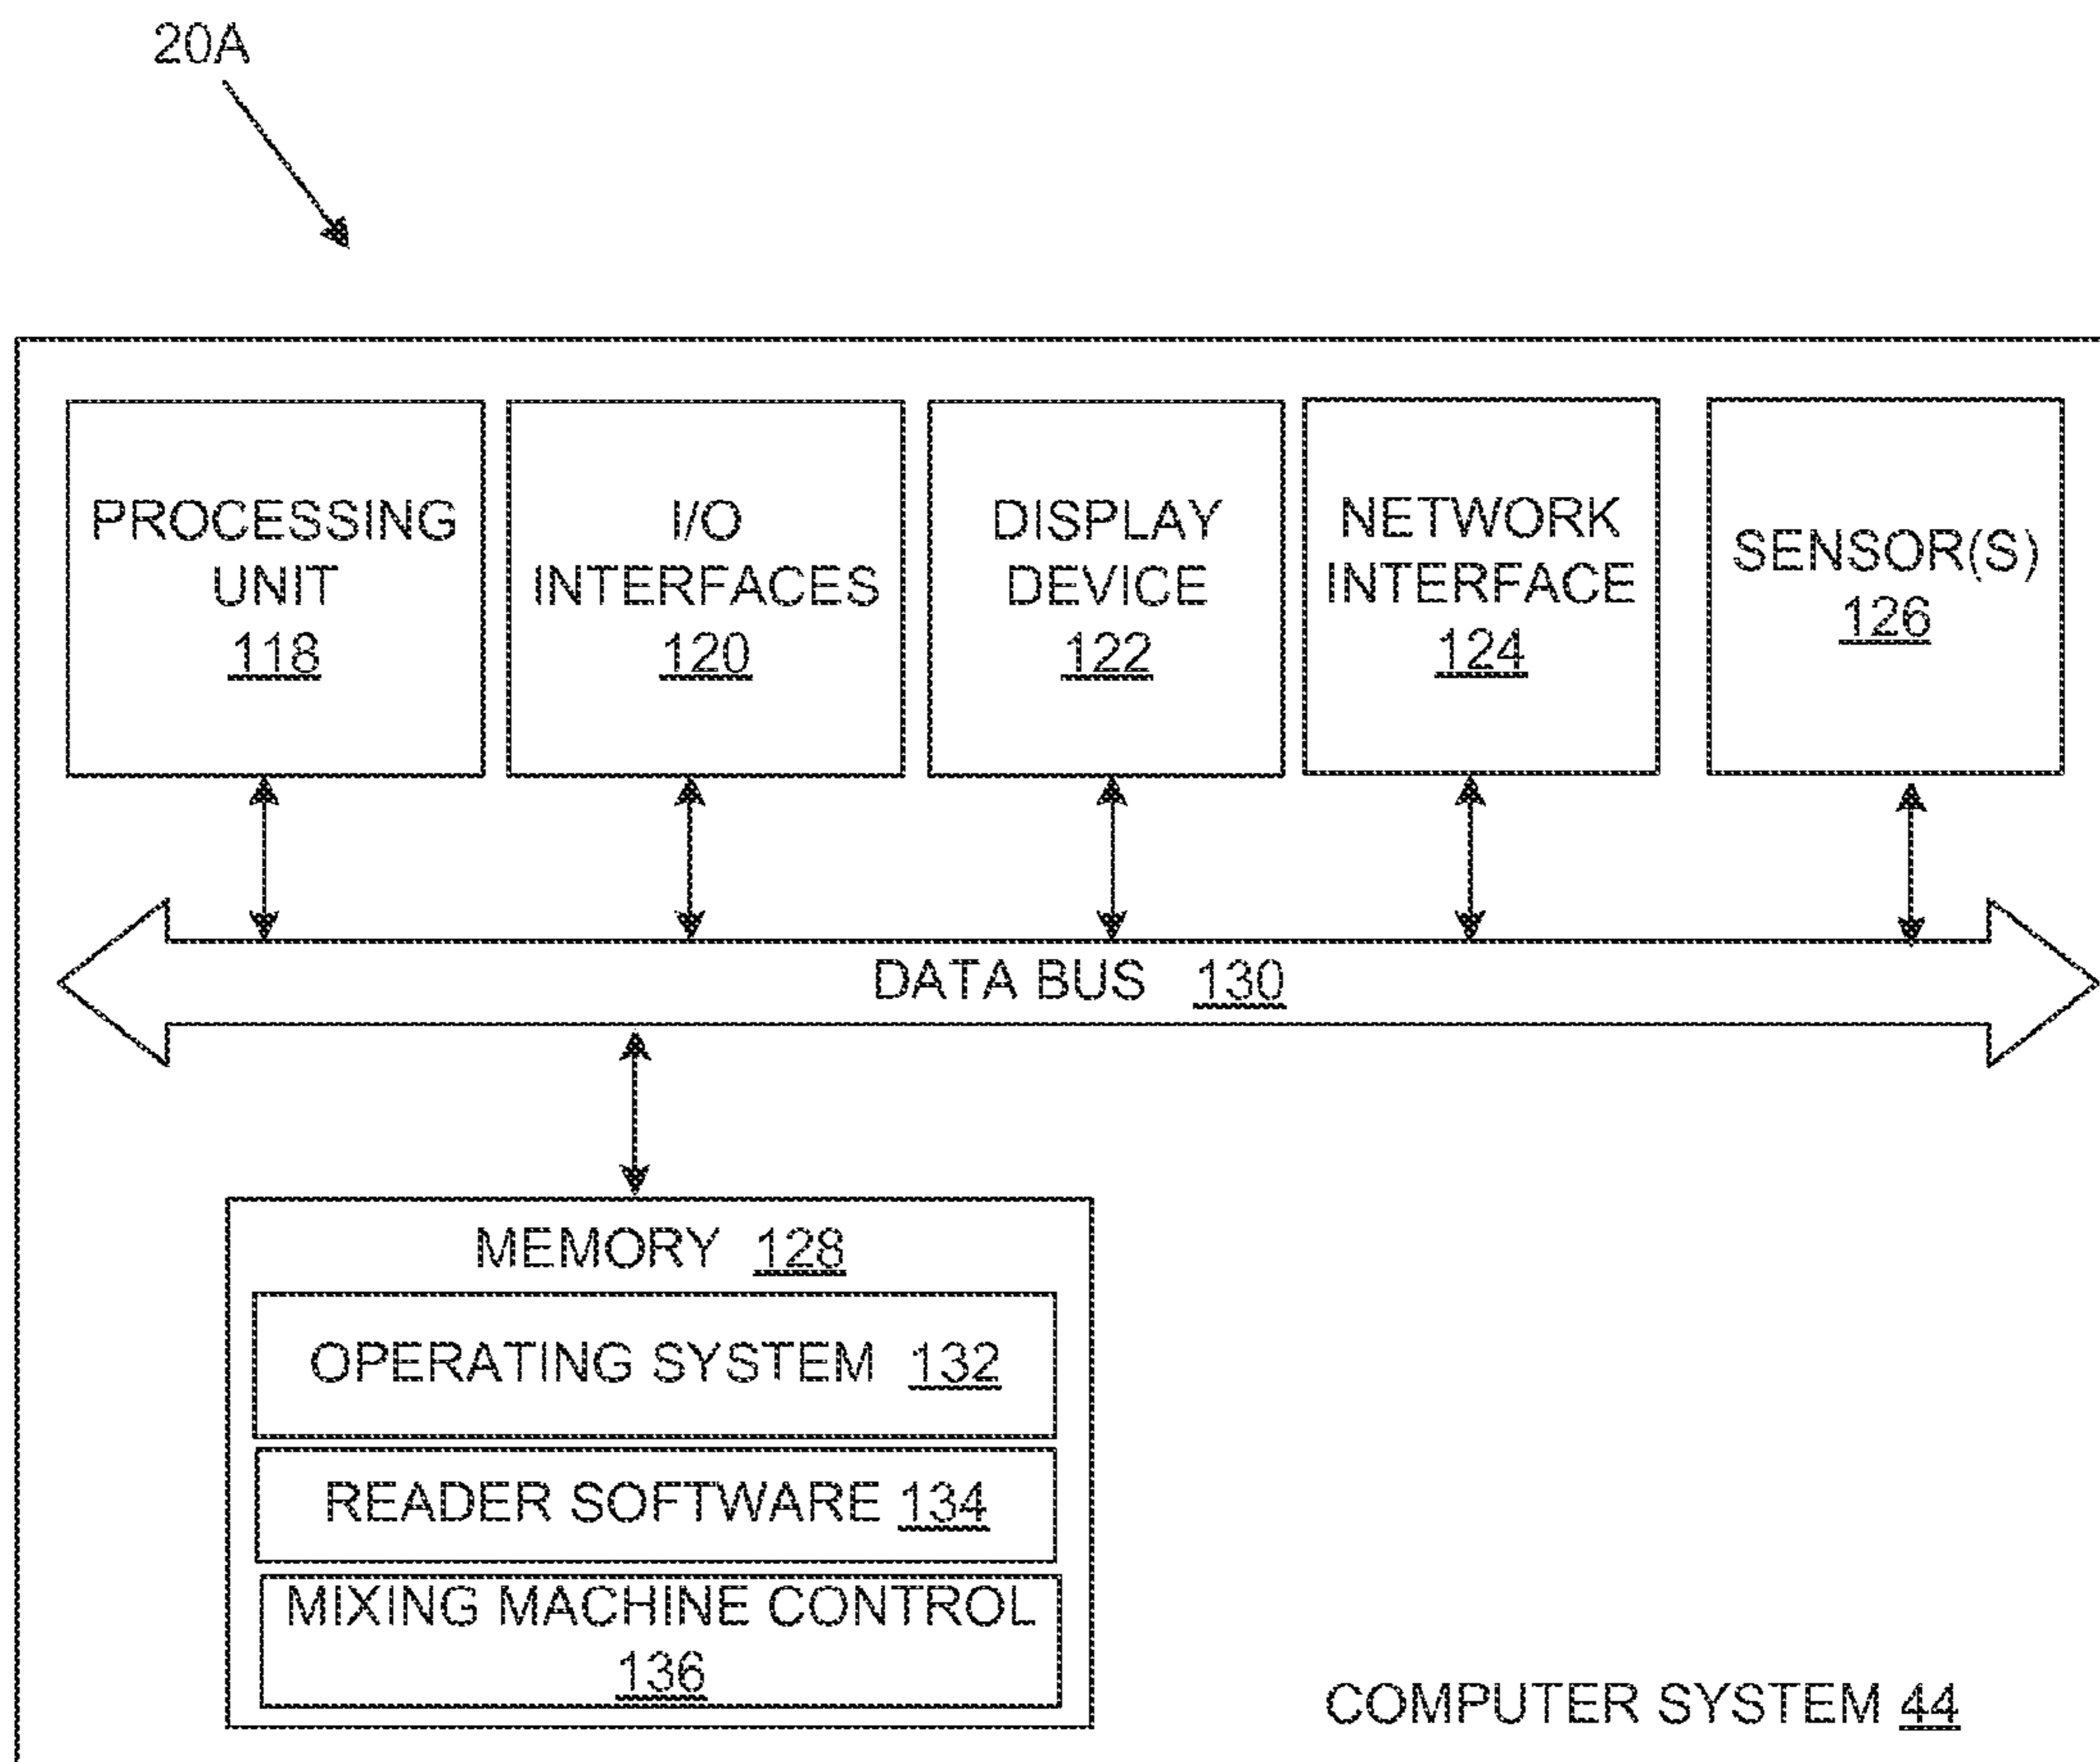 20A
PROCESSING
UNIT
118
I/O
INTERFACES
120
DISPLAY
DEVICE
122
NETWORK
INTERFACE
124
SENSOR(S)
126
DATA BUS 130
MEMORY 128
OPERATING SYSTEM 132
READER SOFTWARE 134
MIXING MACHINE CONTROL
136
COMPUTER SYSTEM 44